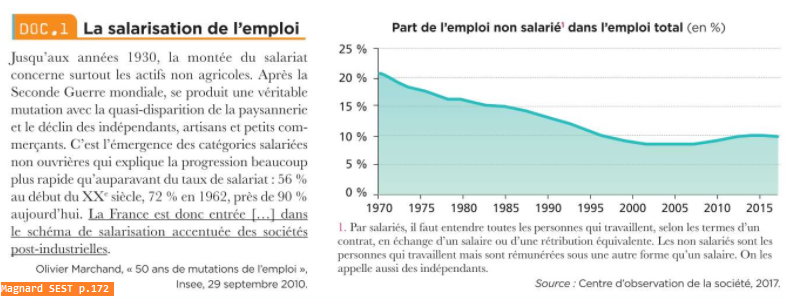 DOC.1 La salarisation de l'emploi
Jusqu'aux années 1930, la montée du salariat
concerne surtout les actifs non agricoles. Après la
Seconde Guerre mondiale, se produit une véritable
mutation avec la quasi-disparition de la paysannerie
et le déclin des indépendants, artisans et petits com-
merçants. C'est l'émergence des catégories salariées
non ouvrières qui explique la progression beaucoup
plus rapide qu'auparavant du taux de salariat : 56 %
au début du XXe siècle, 72 % en 1962, près de 90 %
aujourd'hui. La France est donc entrée […] dans
le schéma de salarisation accentuée des sociétés
post-industrielles.
Olivier Marchand, « 50 ans de mutations de l'emploi »,
Insee, 29 septembre 2010.
Magnard SEST p.172
Part de l'emploi non salarié1 dans l'emploi total (en %)
25 %
20 %
15 %
10 %
5 %
0 %
1970 1975 1980 1985 1990 1995 2000 2005 2010 2015
1. Par salariés, il faut entendre toutes les personnes qui travaillent, selon les termes d'un
contrat, en échange d'un salaire ou d'une rétribution équivalente. Les non salariés sont les
personnes qui travaillent mais sont rémunérées sous une autre forme qu'un salaire. On les
appelle aussi des indépendants.
Source : Centre d'observation de la société, 2017.